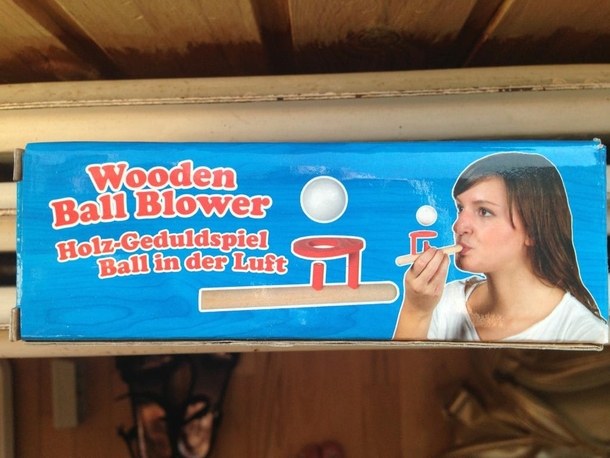 Wooden
Ball Blower
Holz-Geduldspiel
Ball in der Luft